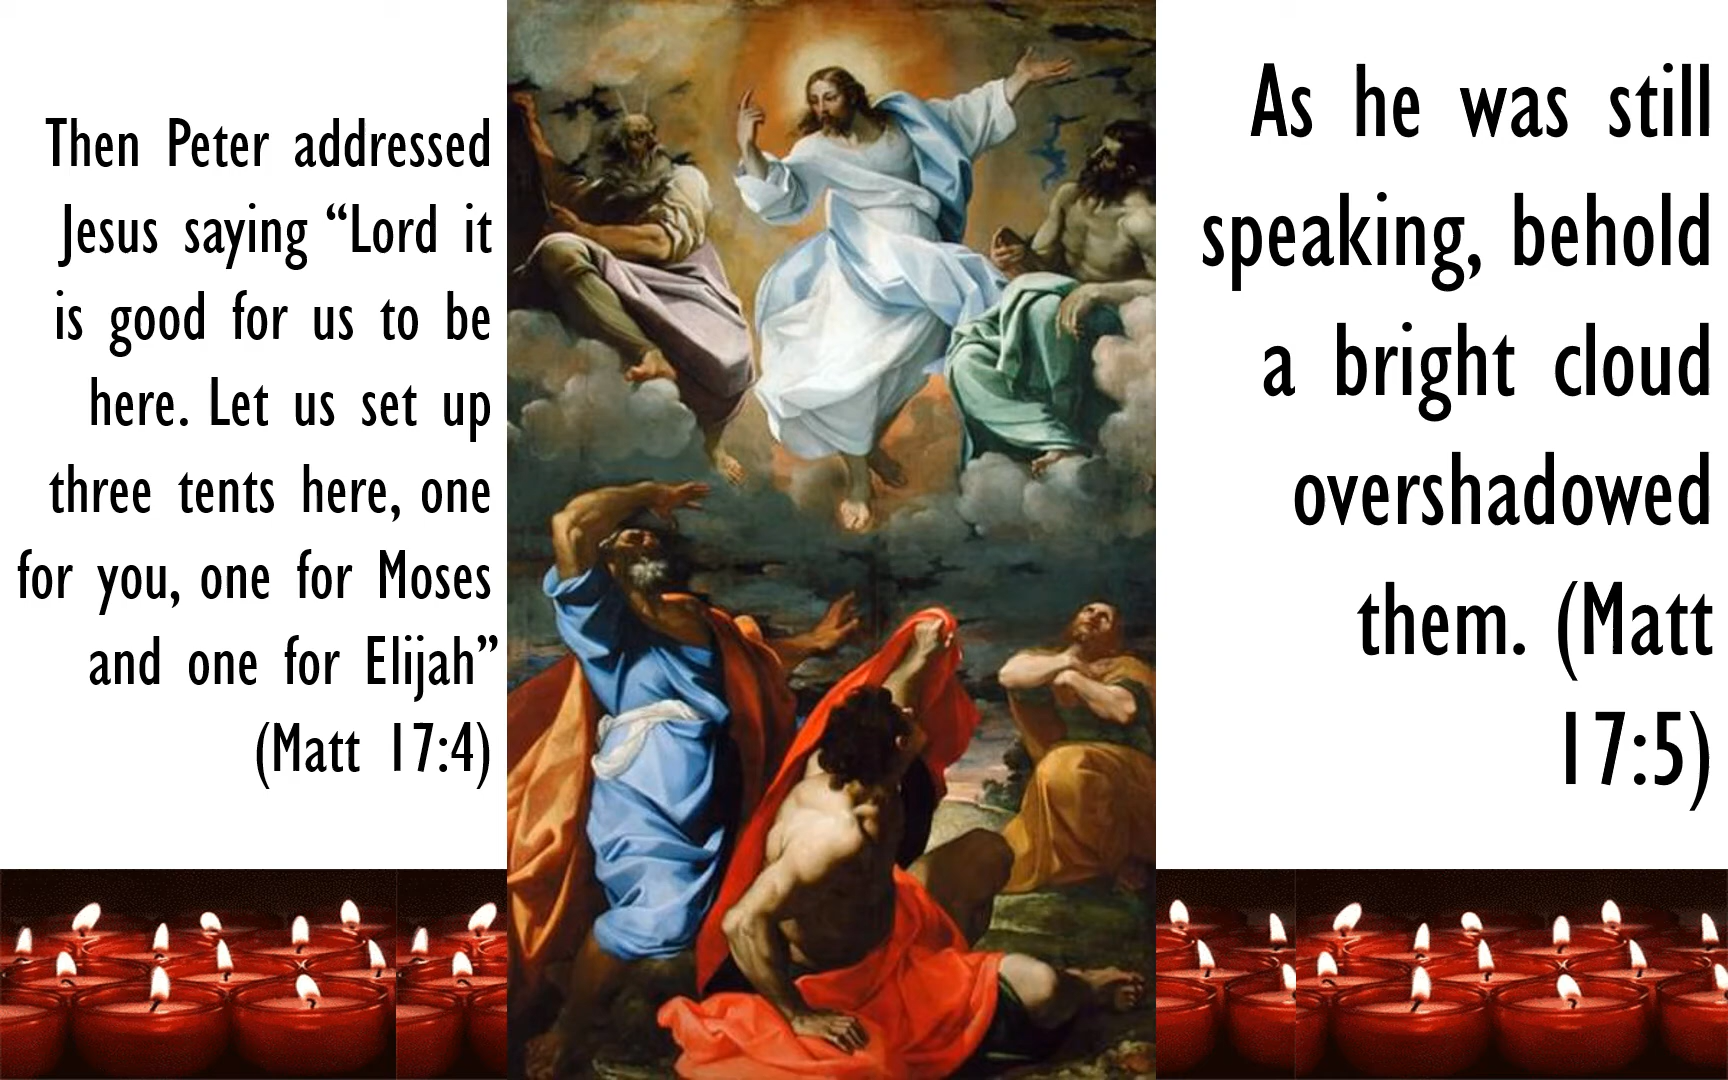 Then Peter addressed
Jesus saying “Lord it
is good for us to be
here. Let us set up
three tents here, one
for you, one for Moses
and one for Elijah”
(Matt 17:4)
As he was still
speaking, behold
a bright cloud
overshadowed
them. (Matt
17:5)